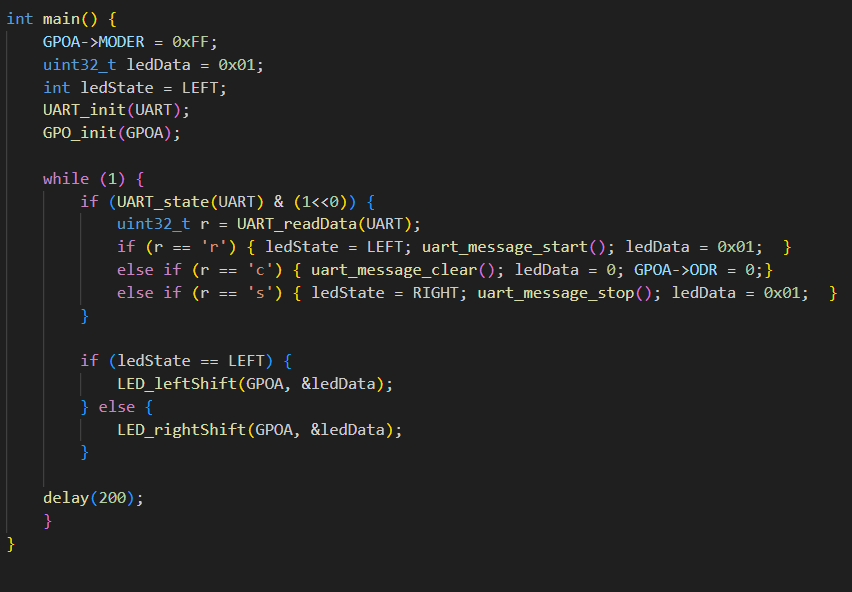 int main() {
    GPOA->MODER = 0xFF;
    uint32_t ledData = 0x01;
    int ledState = LEFT;
    UART_init(UART);
    GPO_init(GPOA);

    while (1) {
        if (UART_state(UART) & (1<<0)) {
            uint32_t r = UART_readData(UART);
            if (r == 'r') { ledState = LEFT; uart_message_start(); ledData = 0x01;  }
            else if (r == 'c') { uart_message_clear(); ledData = 0; GPOA->ODR = 0;}
            else if (r == 's') { ledState = RIGHT; uart_message_stop(); ledData = 0x01;  }
        }

        if (ledState == LEFT) {
            LED_leftShift(GPOA, &ledData);
        } else {
            LED_rightShift(GPOA, &ledData);
        }

    delay(200);
    }
}